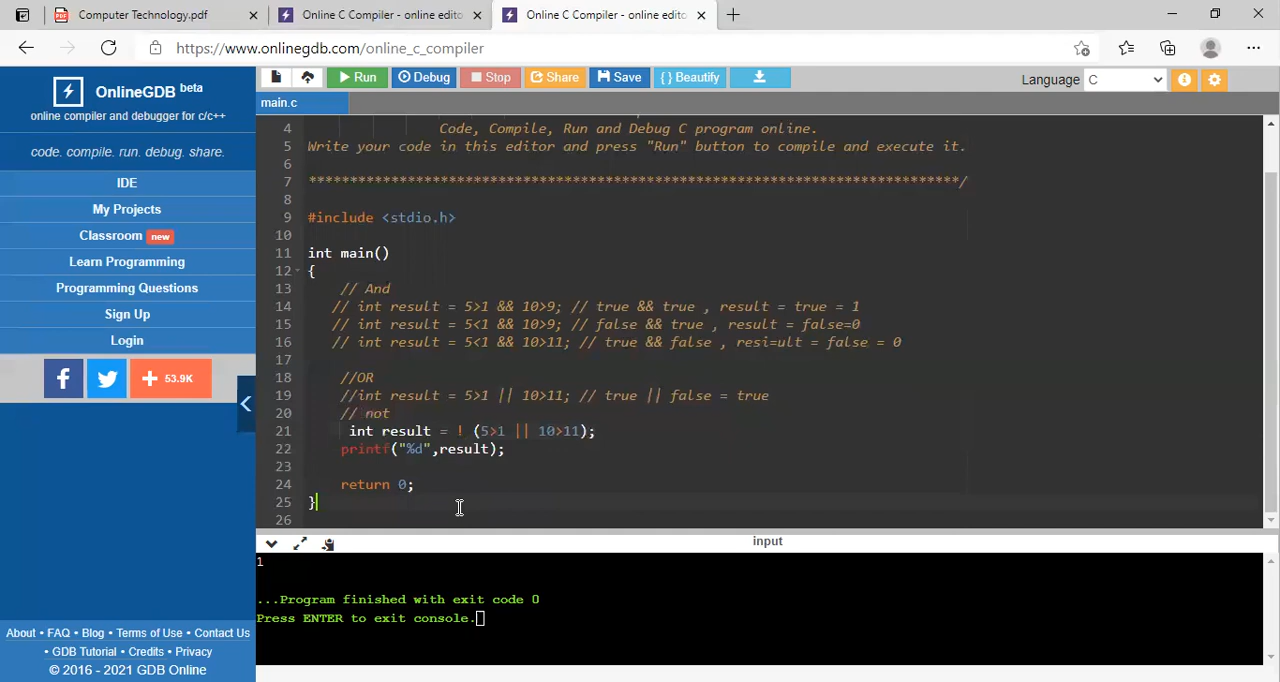 Computer Technology.pdf
Online C Compiler - online edito
Online C Compiler - online edito
https://www.onlinegdb.com/online_c_compiler
OnlineGDB beta
online compiler and debugger for c/c++
code. compile. run. debug. share.
IDE
My Projects
Classroom new
Learn Programming
Programming Questions
Sign Up
Login
53.9K
About • FAQ • Blog • Terms of Use • Contact Us
• GDB Tutorial • Credits • Privacy
© 2016 - 2021 GDB Online
Run Debug Stop Share Save { } Beautify
Language C
main.c
4 Code, Compile, Run and Debug C program online.
5 Write your code in this editor and press "Run" button to compile and execute it.
6
7 *******************************************************************************/
8
9 #include <stdio.h>
10
11 int main()
12 {
13 // And
14 // int result = 5>1 && 10>9; // true && true , result = true = 1
15 // int result = 5<1 && 10>9; // false && true , result = false=0
16 // int result = 5<1 && 10>11; // true && false , resi=ult = false = 0
17
18 //OR
19 //int result = 5>1 || 10>11; // true || false = true
20 // not
21 int result = ! (5>1 || 10>11);
22 printf("%d",result);
23
24 return 0;
25 }
26
input
1
...Program finished with exit code 0
Press ENTER to exit console.